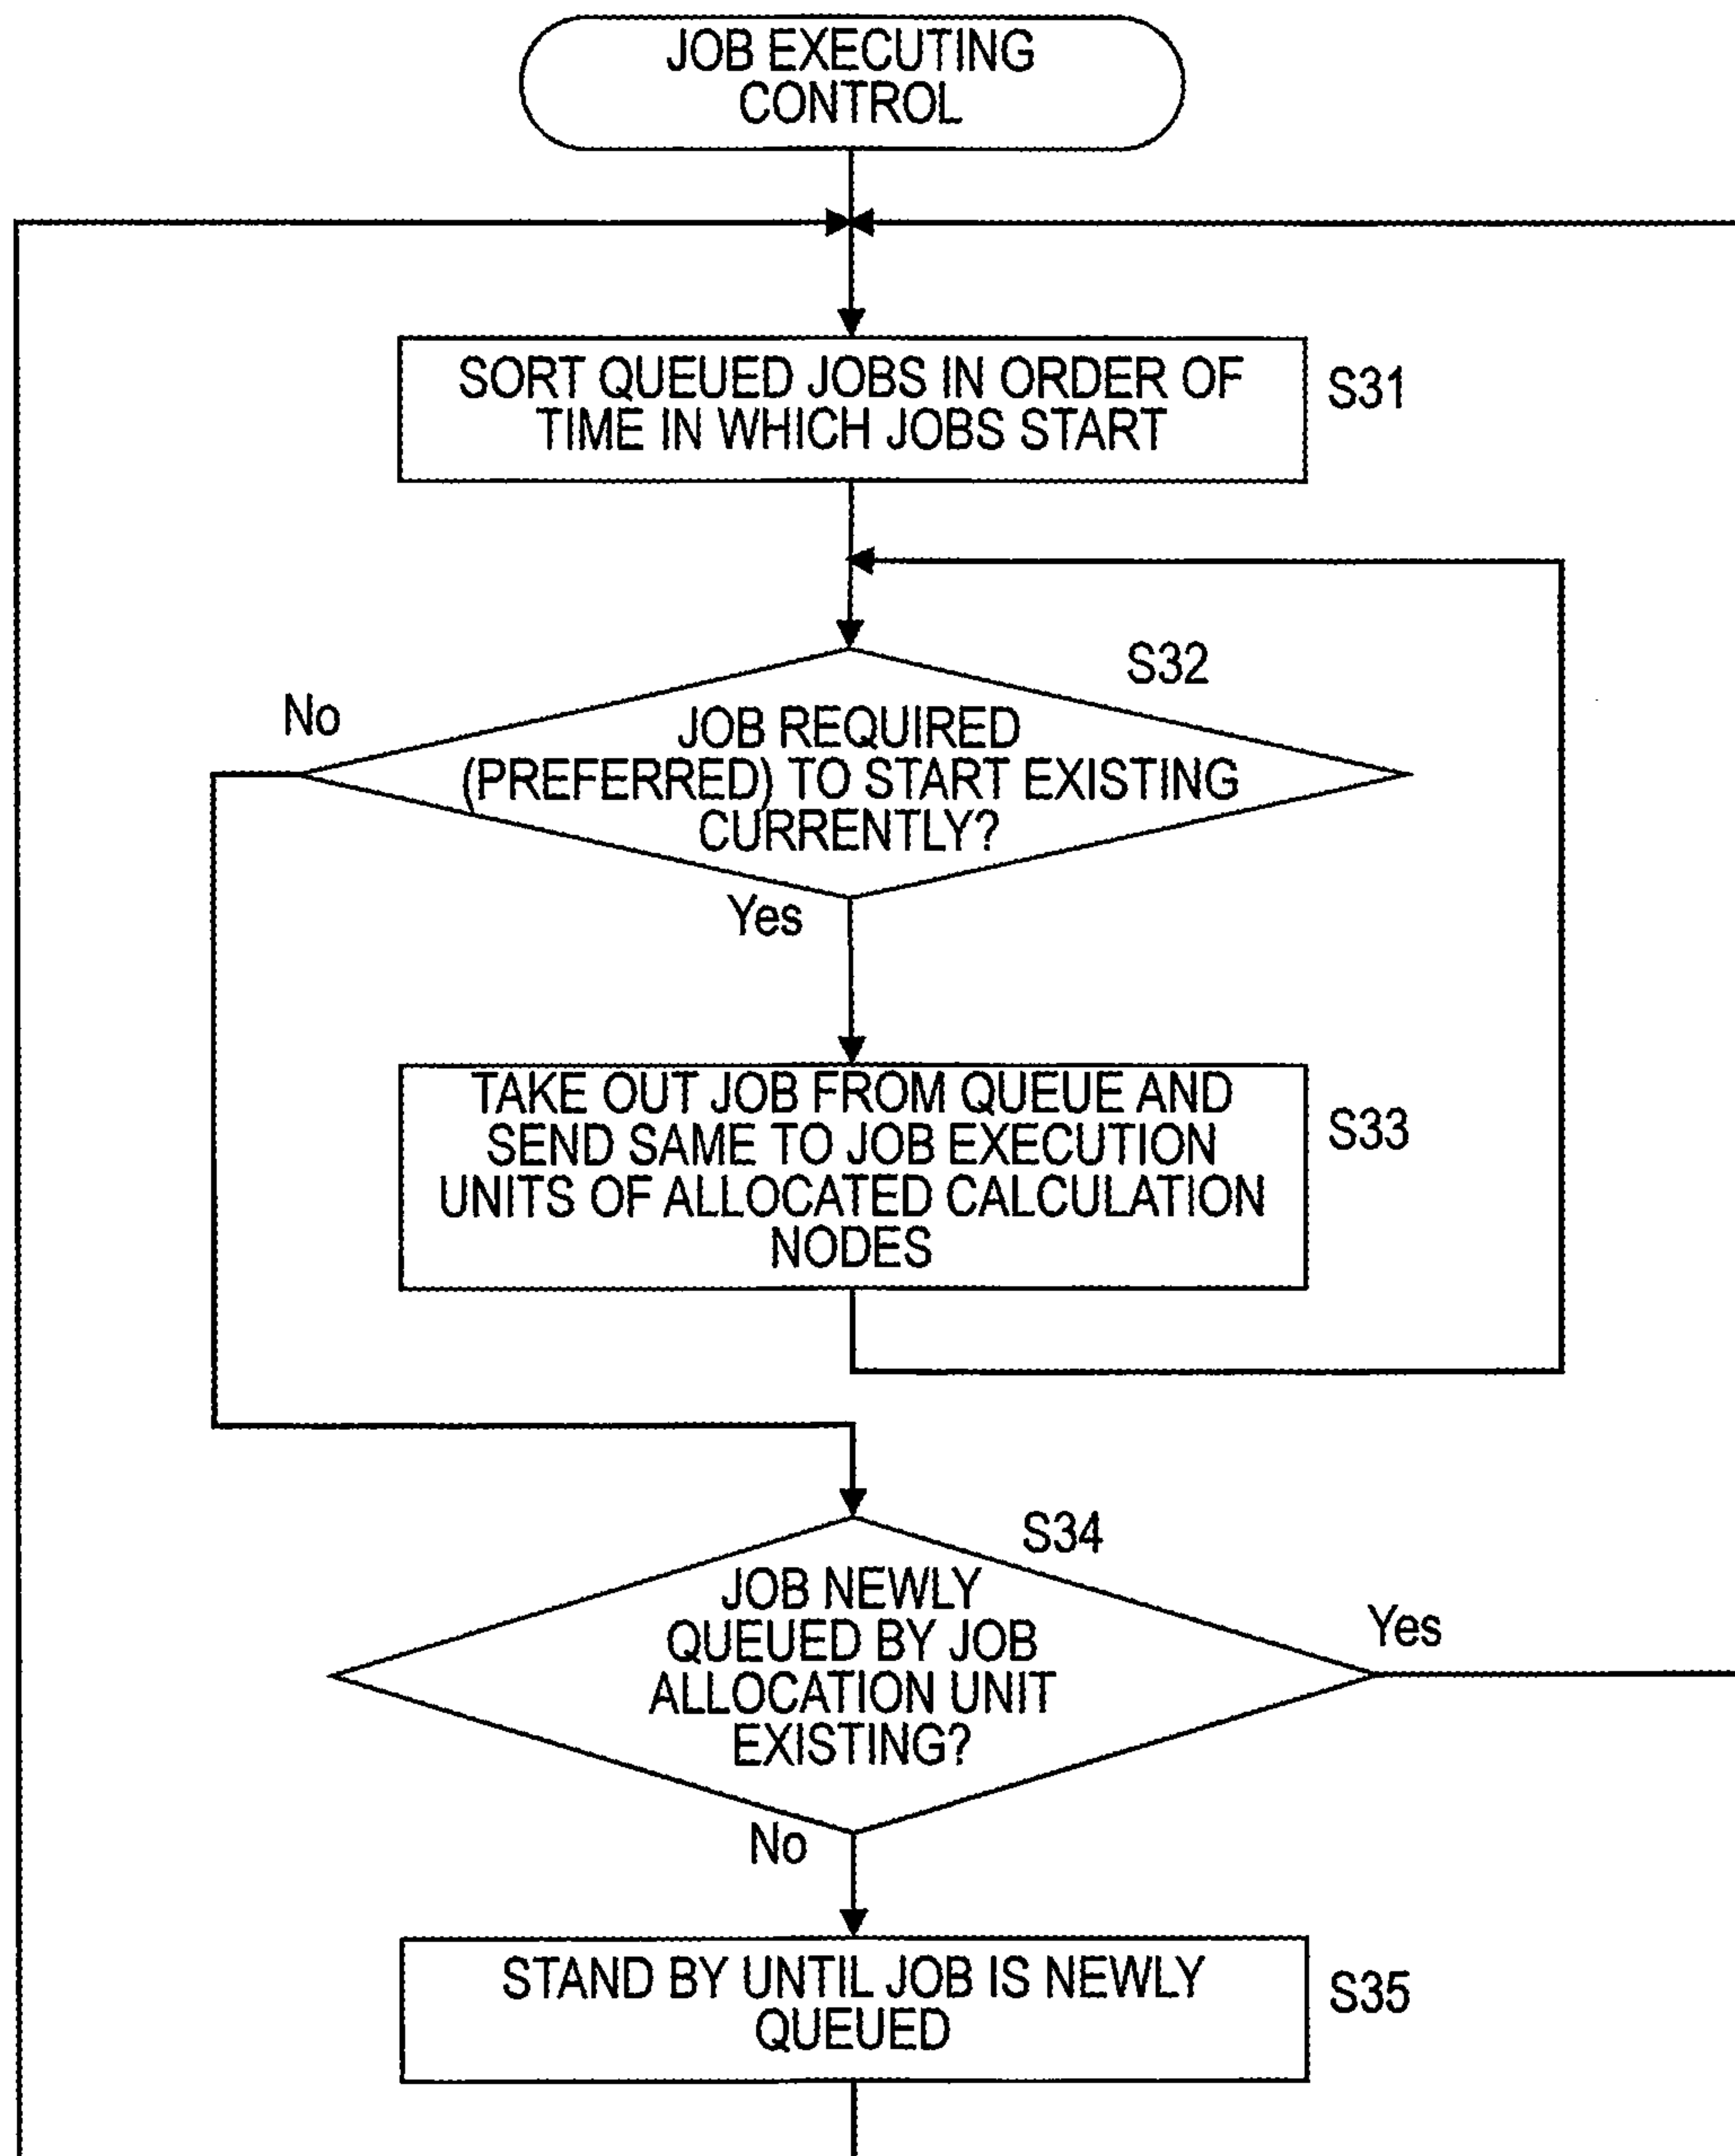 JOB EXECUTING
CONTROL
SORT QUEUED JOBS IN ORDER OF
TIME IN WHICH JOBS START
S31
S32
No
JOB REQUIRED
(PREFERRED) TO START EXISTING
CURRENTLY?
Yes
TAKE OUT JOB FROM QUEUE AND
SEND SAME TO JOB EXECUTION
UNITS OF ALLOCATED CALCULATION
NODES
S33
S34
JOB NEWLY
QUEUED BY JOB
ALLOCATION UNIT
EXISTING?
Yes
No
STAND BY UNTIL JOB IS NEWLY
QUEUED
S35